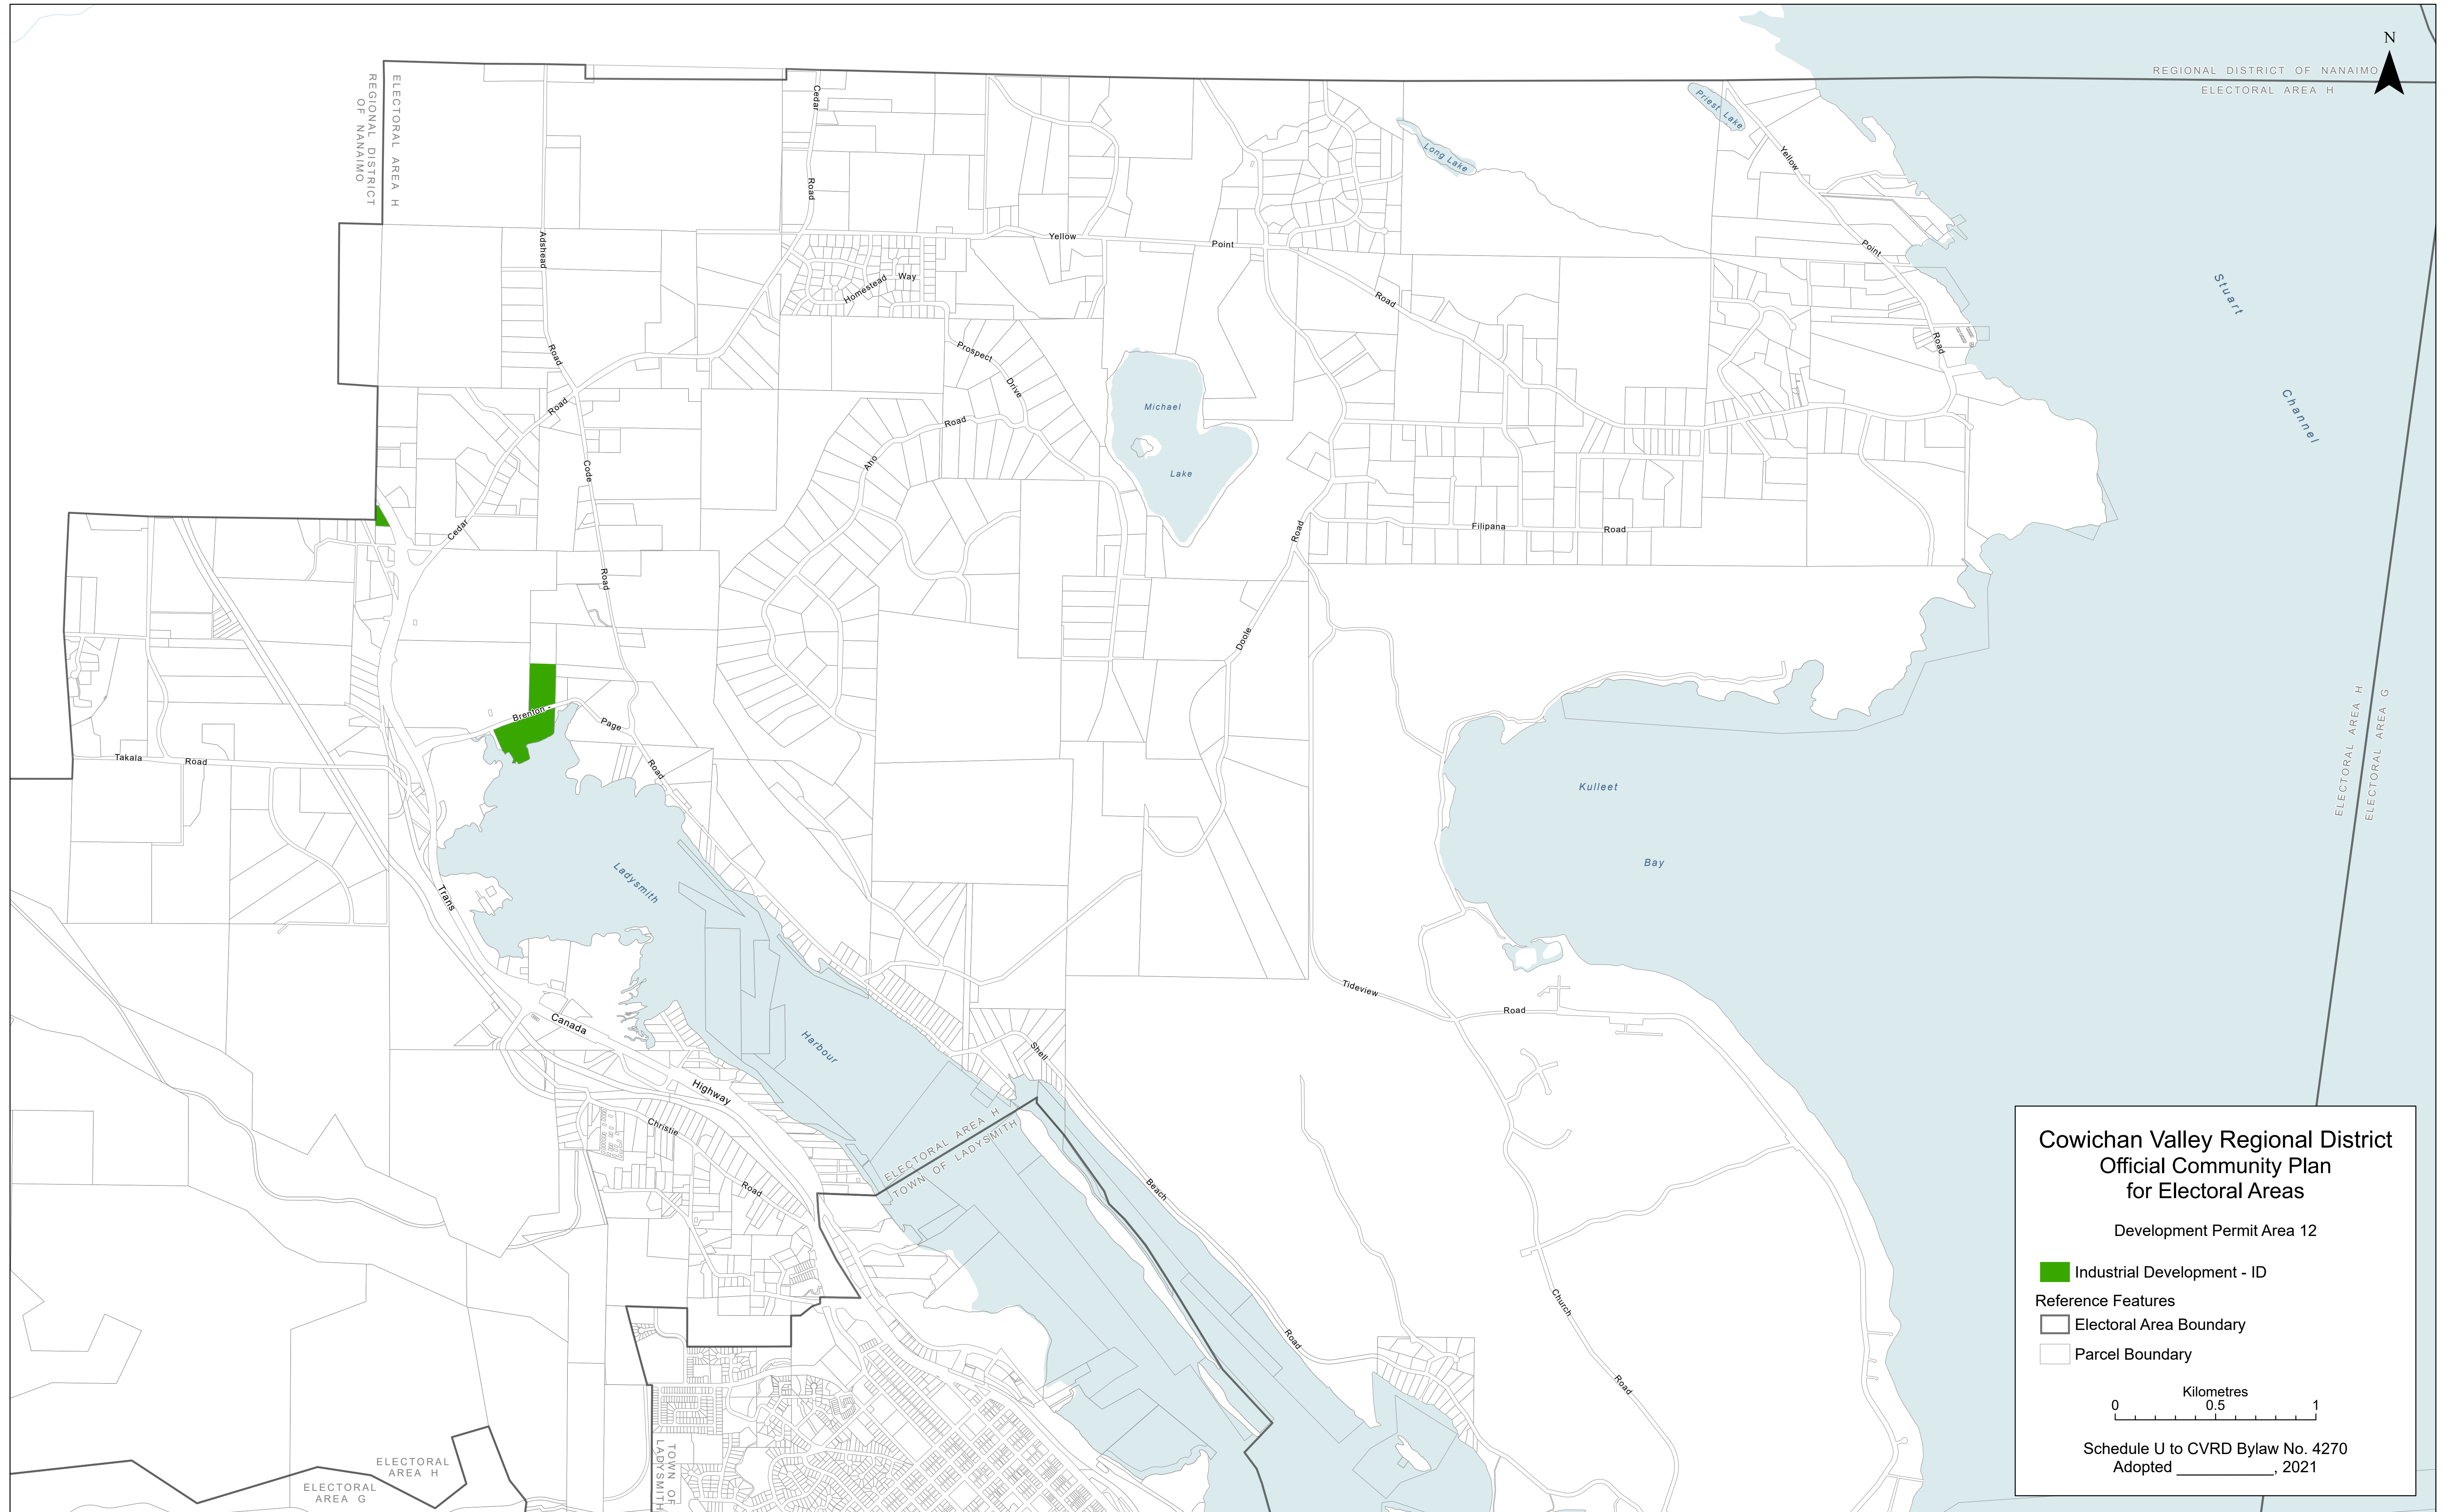 N
REGIONAL DISTRICT OF NANAIMO
ELECTORAL AREA H
ELECTORAL AREA H
REGIONAL DISTRICT
OF NANAIMO
Cedar
Road
Priest Lake
Long Lake
Yellow
Point
Road
Adshead
Road
Yellow
Point
Road
Homestead
Way
Stuart
Channel
Prospect
Drive
Michael
Lake
Cedar
Road
Code
Road
Aho
Road
Filipana
Road
Doole
Road
Brenton -
Page
Road
Takala
Road
Kulleet
Bay
ELECTORAL AREA H
ELECTORAL AREA G
Ladysmith
Harbour
Trans
Canada
Highway
Tideview
Road
Shell
Beach
Road
Christie
Road
ELECTORAL AREA H
TOWN OF LADYSMITH
Church
Road
ELECTORAL
AREA H
ELECTORAL
AREA G
TOWN OF
LADYSMITH
Cowichan Valley Regional District
Official Community Plan
for Electoral Areas
Development Permit Area 12
Industrial Development - ID
Reference Features
Electoral Area Boundary
Parcel Boundary
Kilometres
0 0.5 1
Schedule U to CVRD Bylaw No. 4270
Adopted ___________, 2021